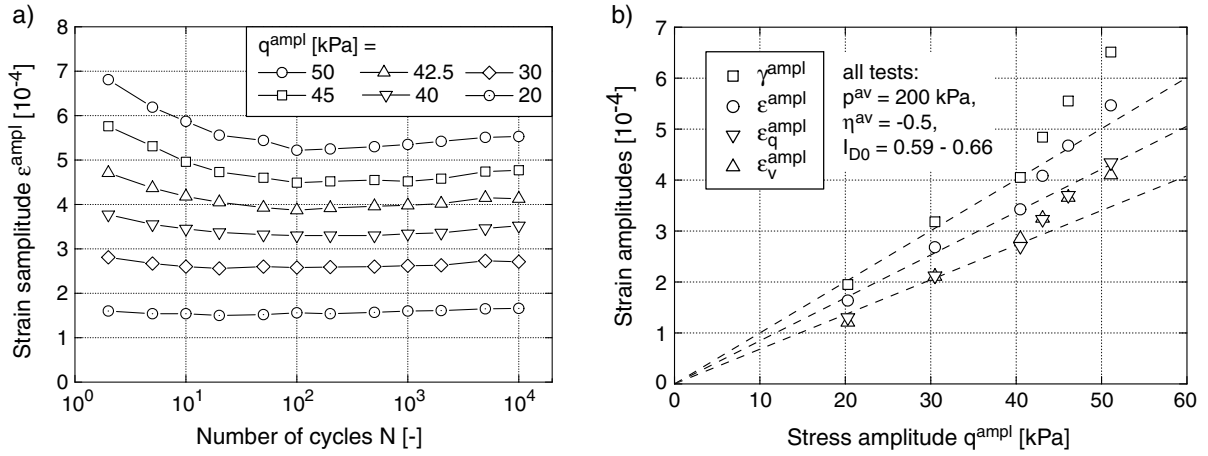 a)
Strain samplitude ε^ampl [10^-4]
8
7
6
5
4
3
2
1
0
q^ampl [kPa] =
50 42.5 30
45 40 20
10^0 10^1 10^2 10^3 10^4
Number of cycles N [-]
b)
Strain amplitudes [10^-4]
7
6
5
4
3
2
1
0
γ^ampl
ε^ampl
ε_q^ampl
ε_v^ampl
all tests:
p^av = 200 kPa,
η^av = -0.5,
I_D0 = 0.59 - 0.66
0 10 20 30 40 50 60
Stress amplitude q^ampl [kPa]